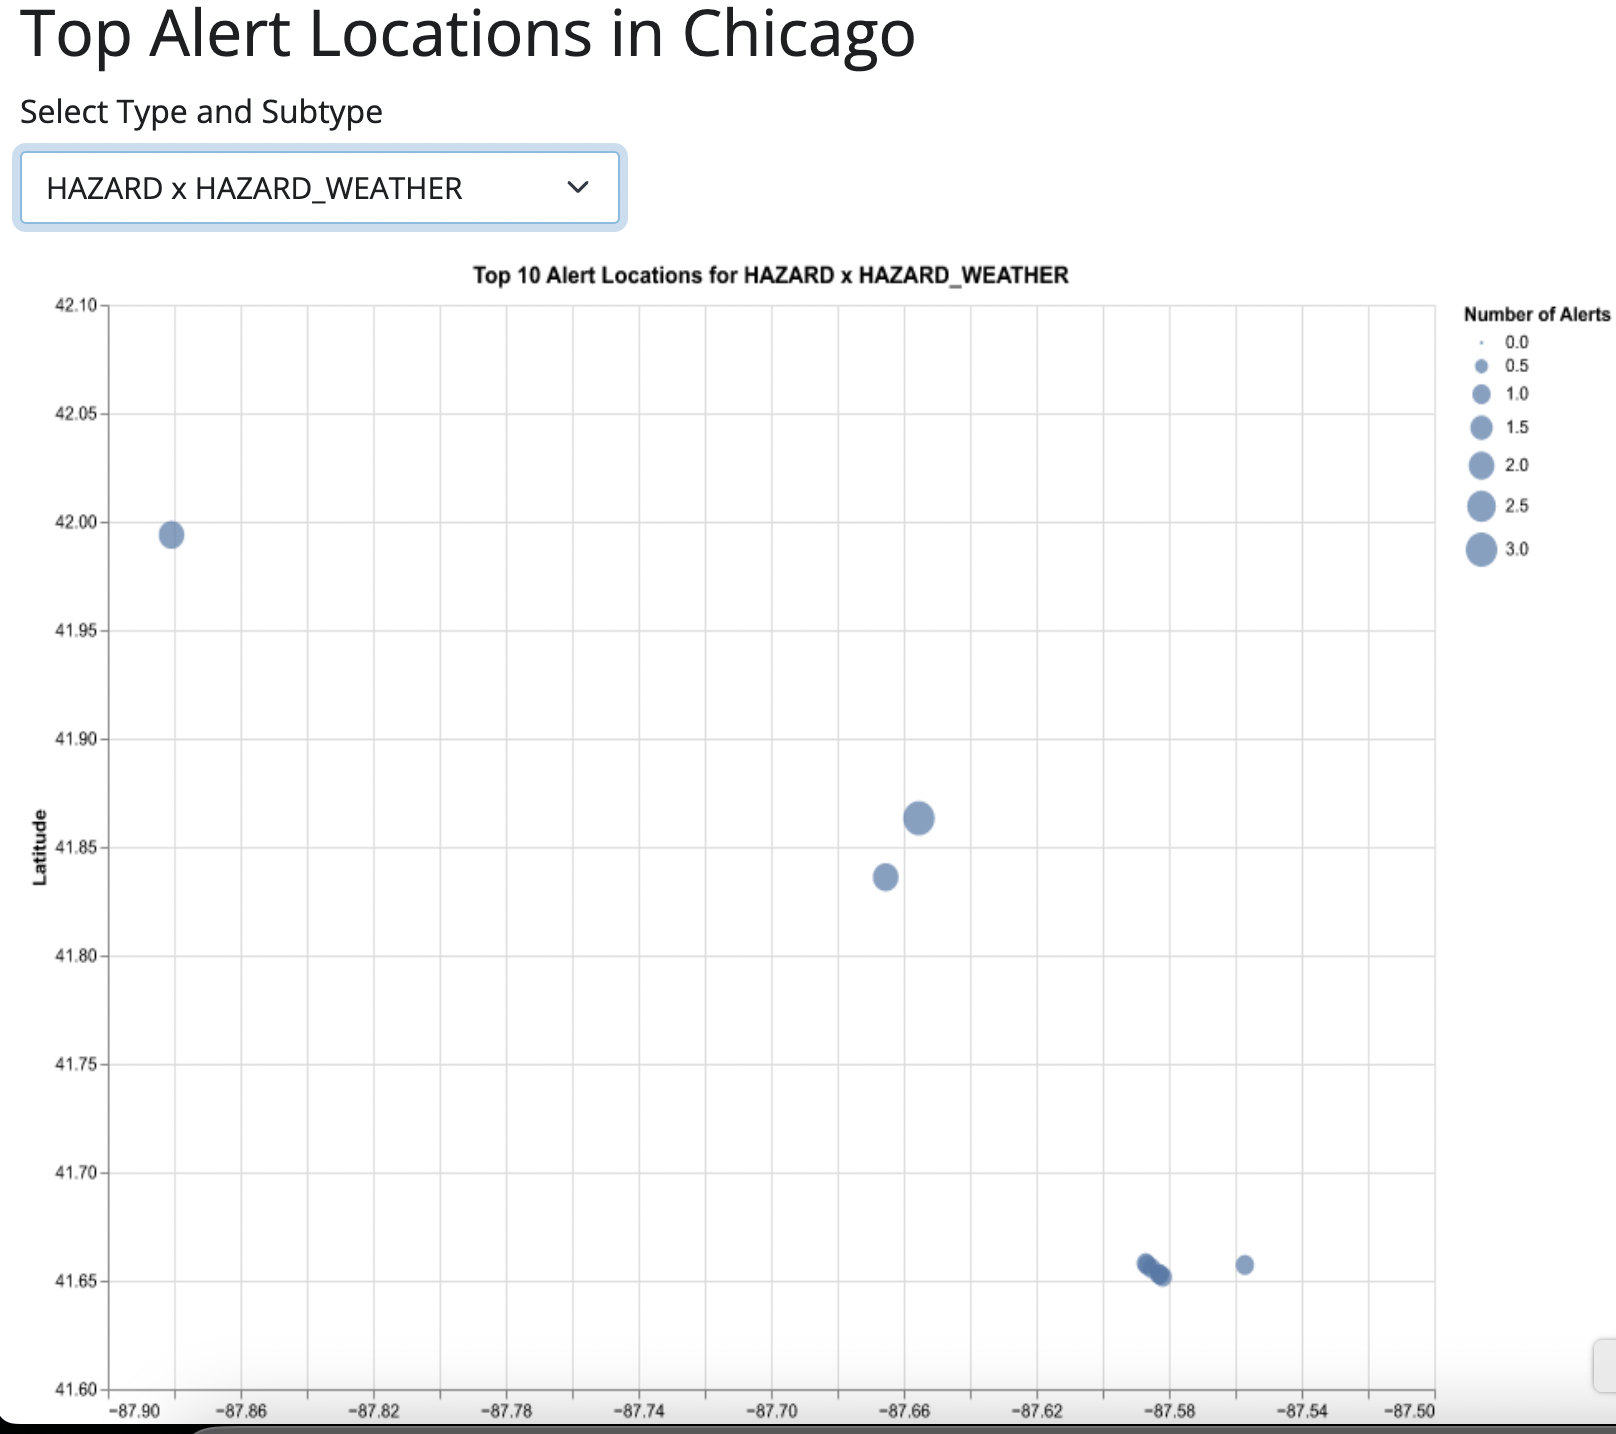 Top Alert Locations in Chicago
Select Type and Subtype
HAZARD x HAZARD_WEATHER
Top 10 Alert Locations for HAZARD x HAZARD_WEATHER
42.10
42.05
42.00
41.95
41.90
41.85
41.80
41.75
41.70
41.65
41.60
Latitude
−87.90 −87.86 −87.82 −87.78 −87.74 −87.70 −87.66 −87.62 −87.58 −87.54 −87.50
Number of Alerts
0.0
0.5
1.0
1.5
2.0
2.5
3.0